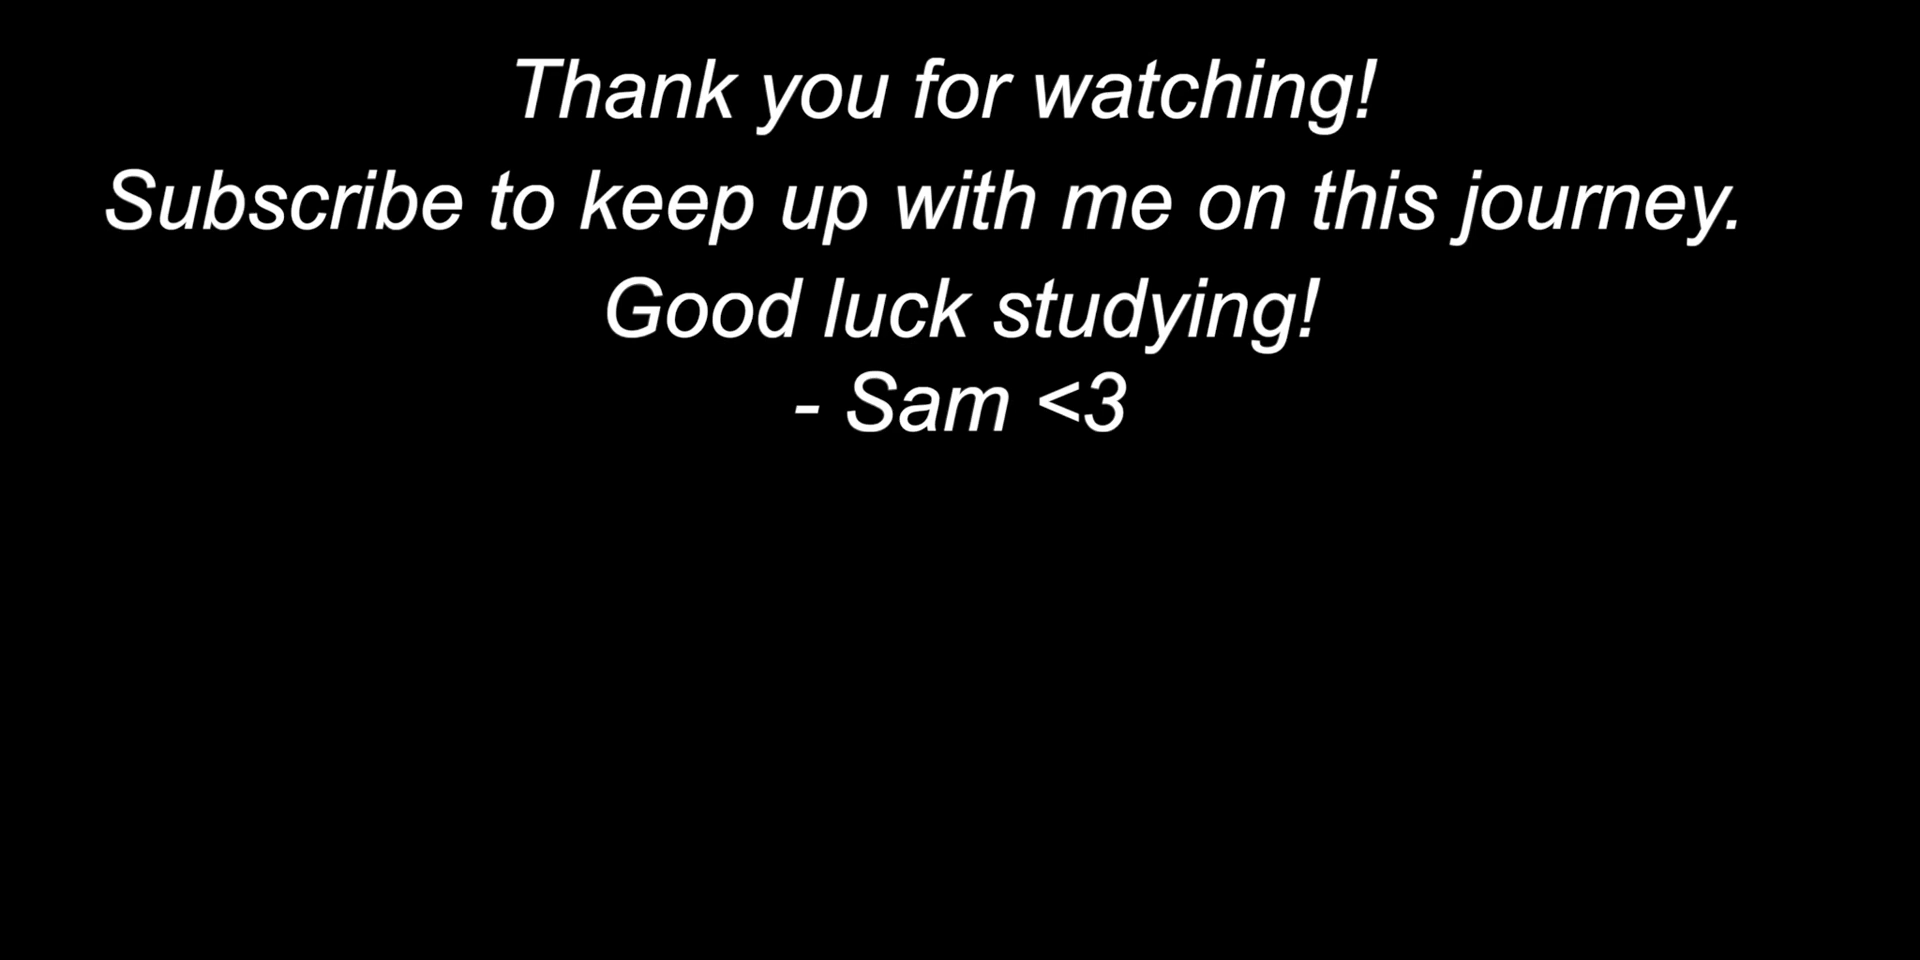 Thank you for watching!
Subscribe to keep up with me on this journey.
Good luck studying!
- Sam <3